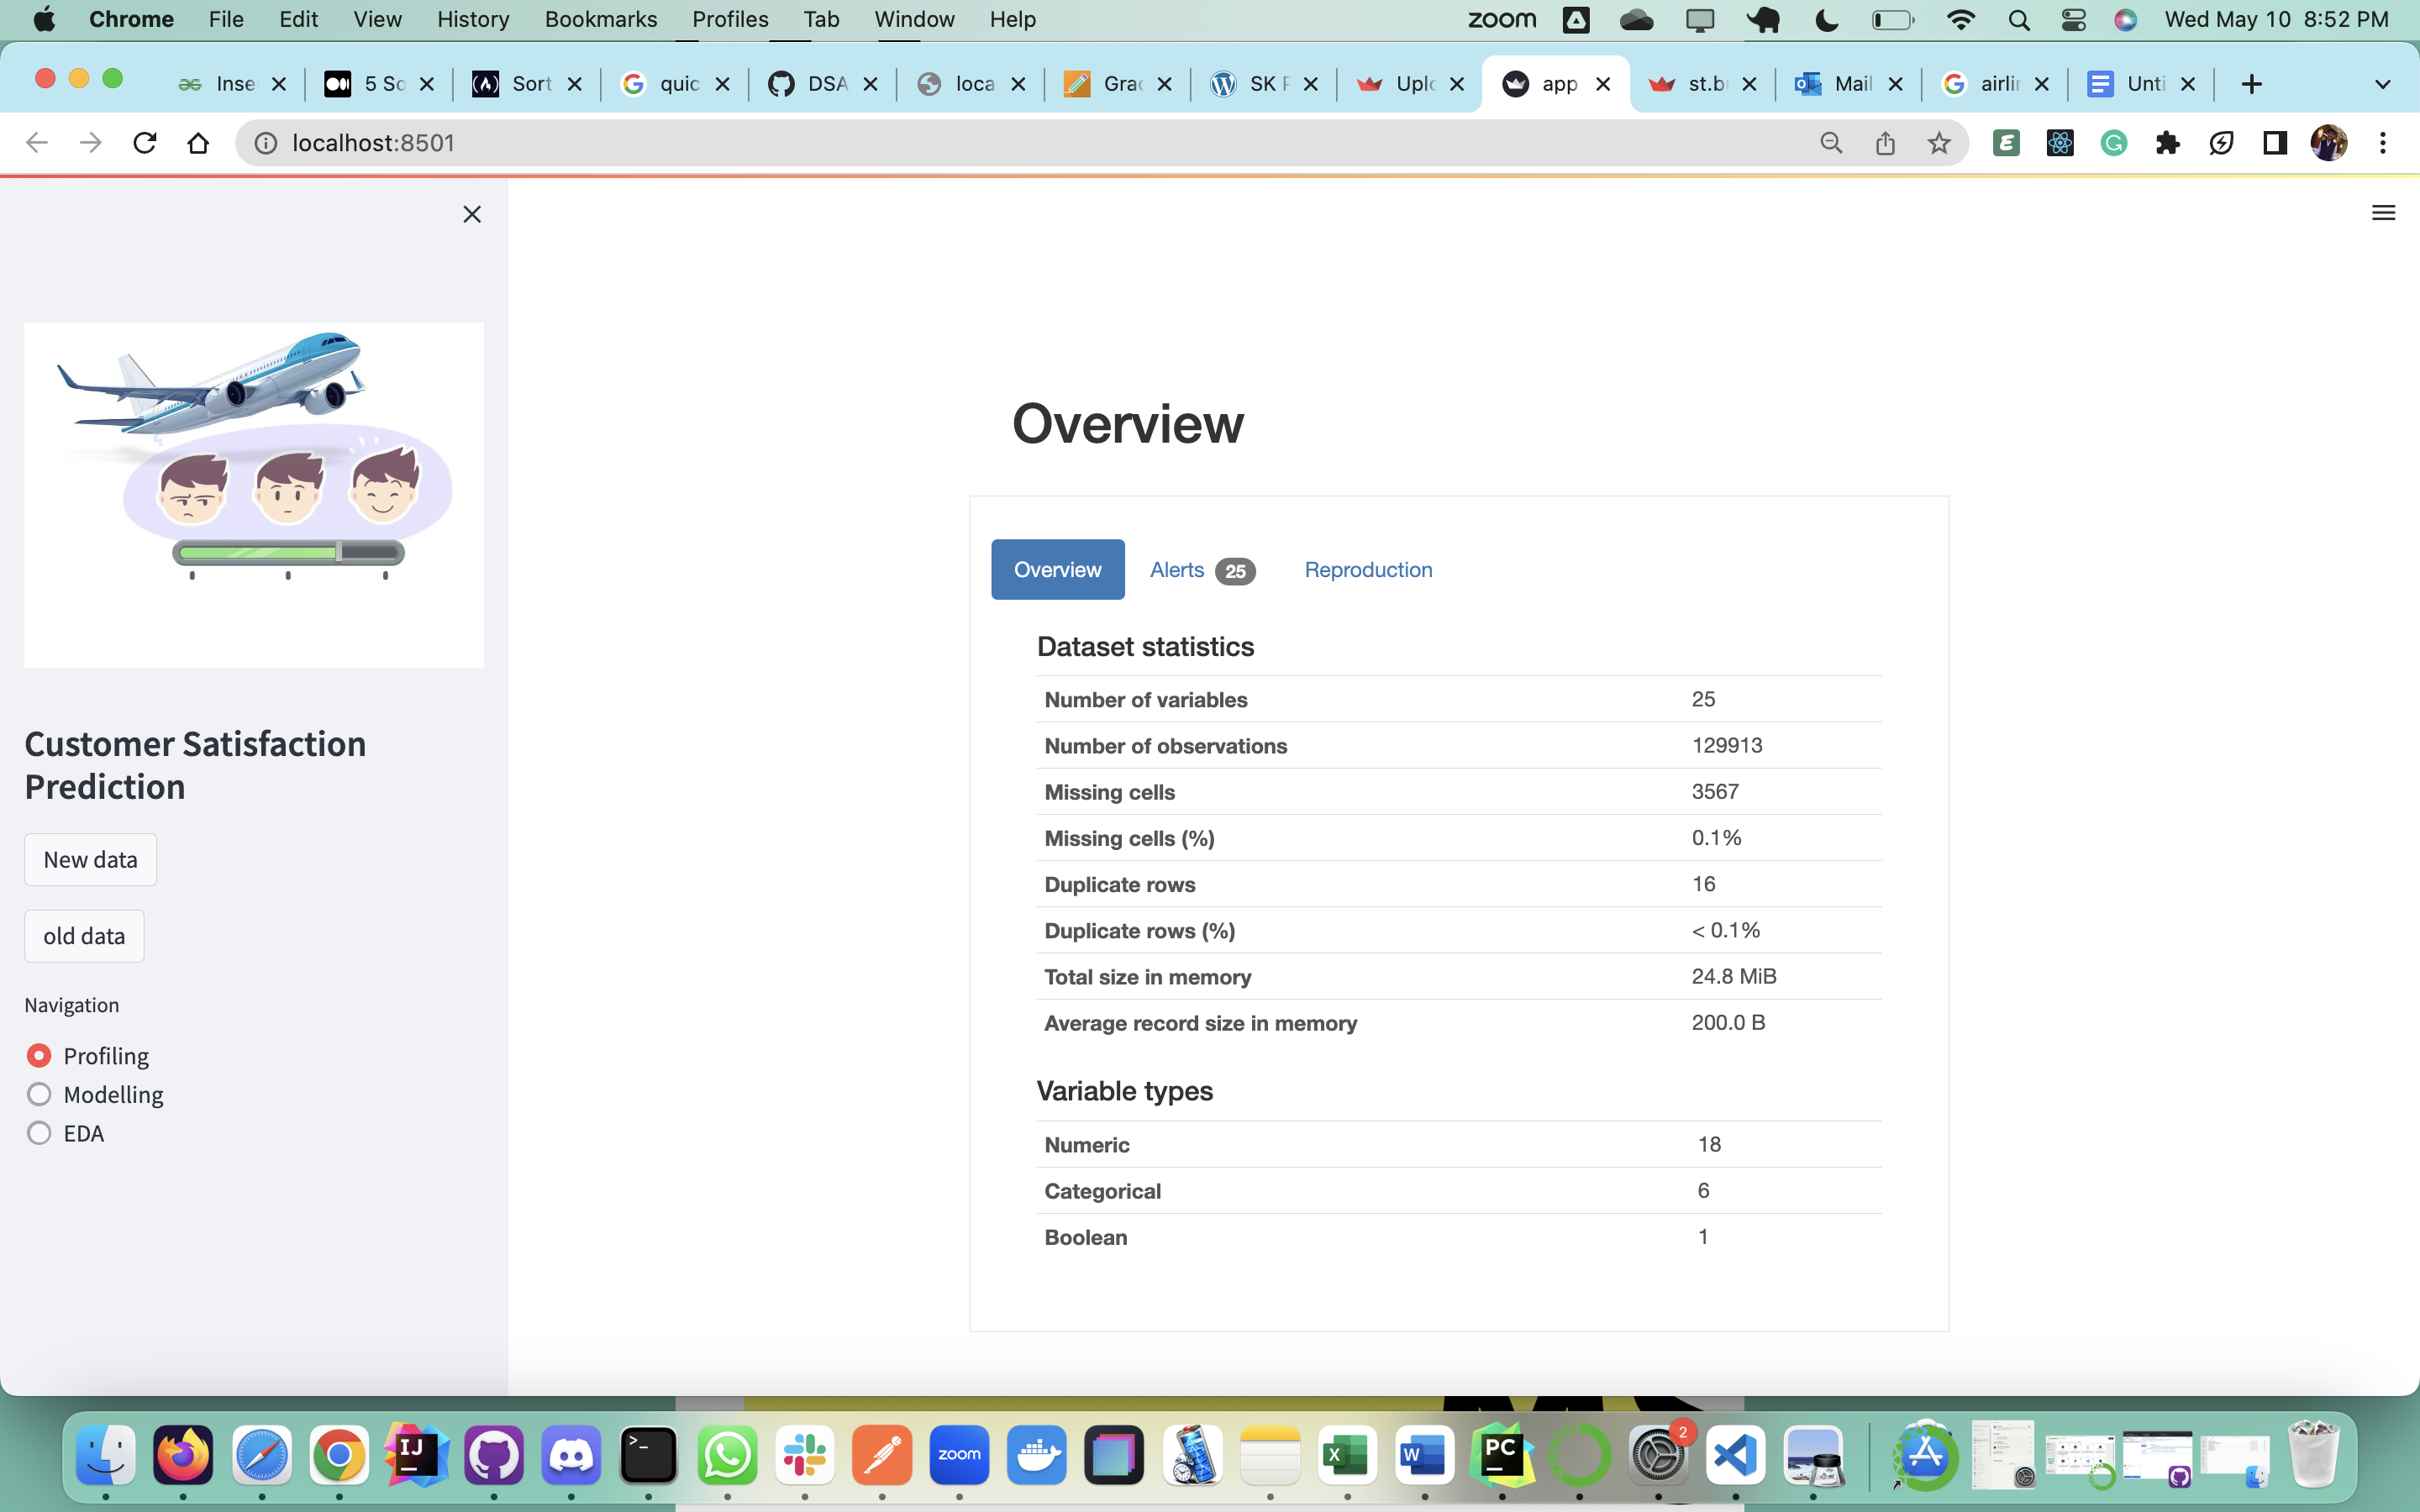 Chrome File Edit View History Bookmarks Profiles Tab Window Help zoom Wed May 10 8:52 PM
Inse 5 Sc Sort quic DSA loca Grac SK F Uplo app st.b Mail airlin Unti
localhost:8501
Overview
Overview Alerts 25 Reproduction
Dataset statistics
Number of variables 25
Number of observations 129913
Missing cells 3567
Missing cells (%) 0.1%
Duplicate rows 16
Duplicate rows (%) < 0.1%
Total size in memory 24.8 MiB
Average record size in memory 200.0 B
Variable types
Numeric 18
Categorical 6
Boolean 1
Customer Satisfaction
Prediction
New data
old data
Navigation
Profiling
Modelling
EDA
IJ
zoom
X
W
PC
2